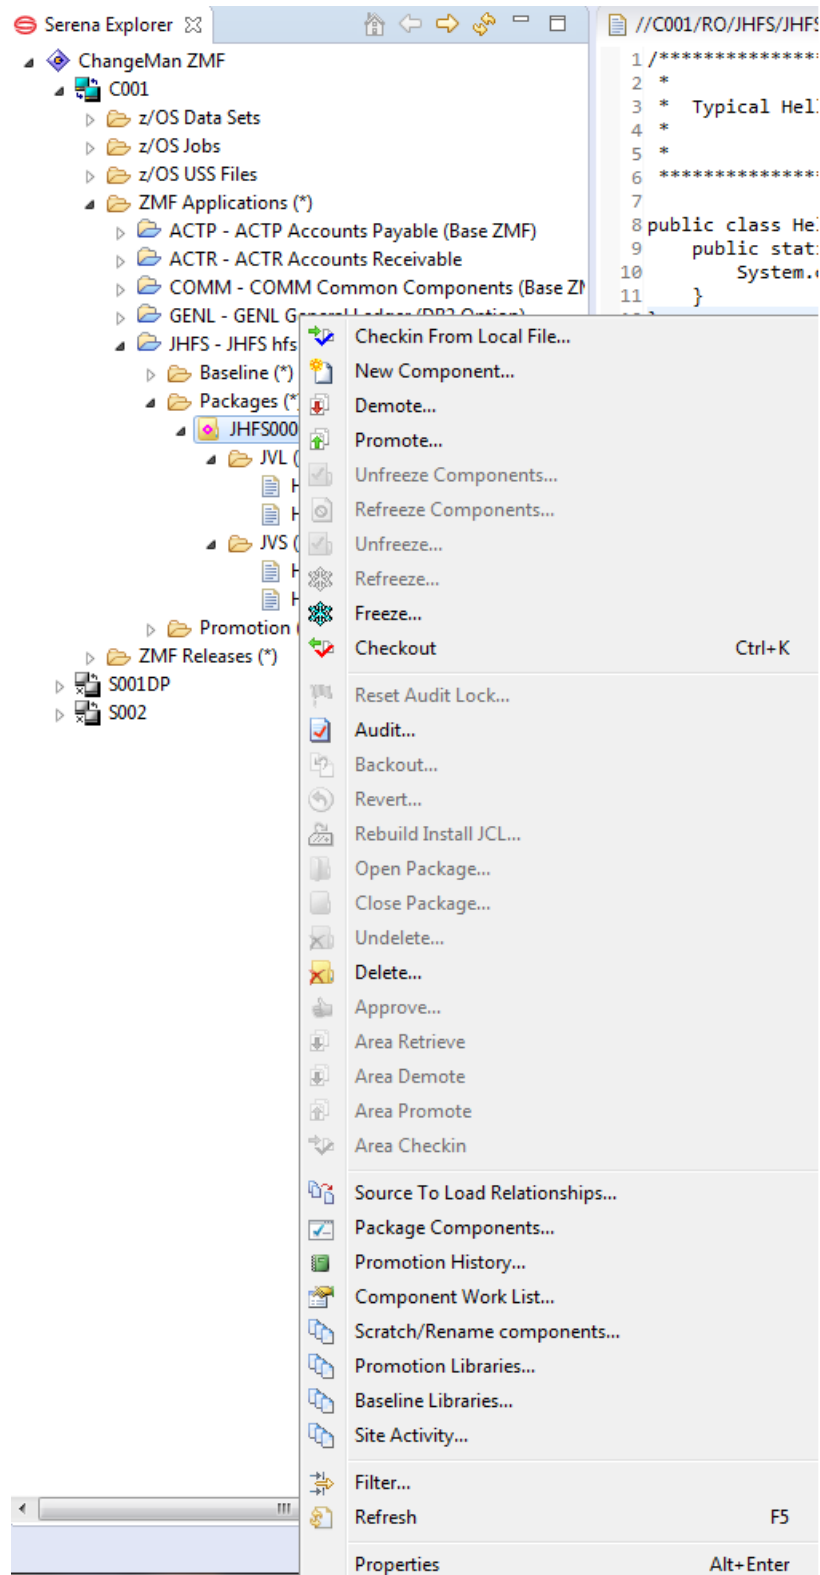 Serena Explorer
ChangeMan ZMF
C001
z/OS Data Sets
z/OS Jobs
z/OS USS Files
ZMF Applications (*)
ACTP - ACTP Accounts Payable (Base ZMF)
ACTR - ACTR Accounts Receivable
COMM - COMM Common Components (Base ZM
GENL - GENL General Ledger (DB2 Option)
JHFS - JHFS hfs
Baseline (*)
Packages (*
JHFS000
JVL (
H
H
JVS (
H
H
Promotion (
ZMF Releases (*)
S001DP
S002
//C001/RO/JHFS/JHFS
1 /***************
2 *
3 * Typical Hell
4 *
5 *
6 ***************
7
8 public class Hel
9 public stati
10 System.o
11 }
Checkin From Local File...
New Component...
Demote...
Promote...
Unfreeze Components...
Refreeze Components...
Unfreeze...
Refreeze...
Freeze...
Checkout Ctrl+K
Reset Audit Lock...
Audit...
Backout...
Revert...
Rebuild Install JCL...
Open Package...
Close Package...
Undelete...
Delete...
Approve...
Area Retrieve
Area Demote
Area Promote
Area Checkin
Source To Load Relationships...
Package Components...
Promotion History...
Component Work List...
Scratch/Rename components...
Promotion Libraries...
Baseline Libraries...
Site Activity...
Filter...
Refresh F5
Properties Alt+Enter